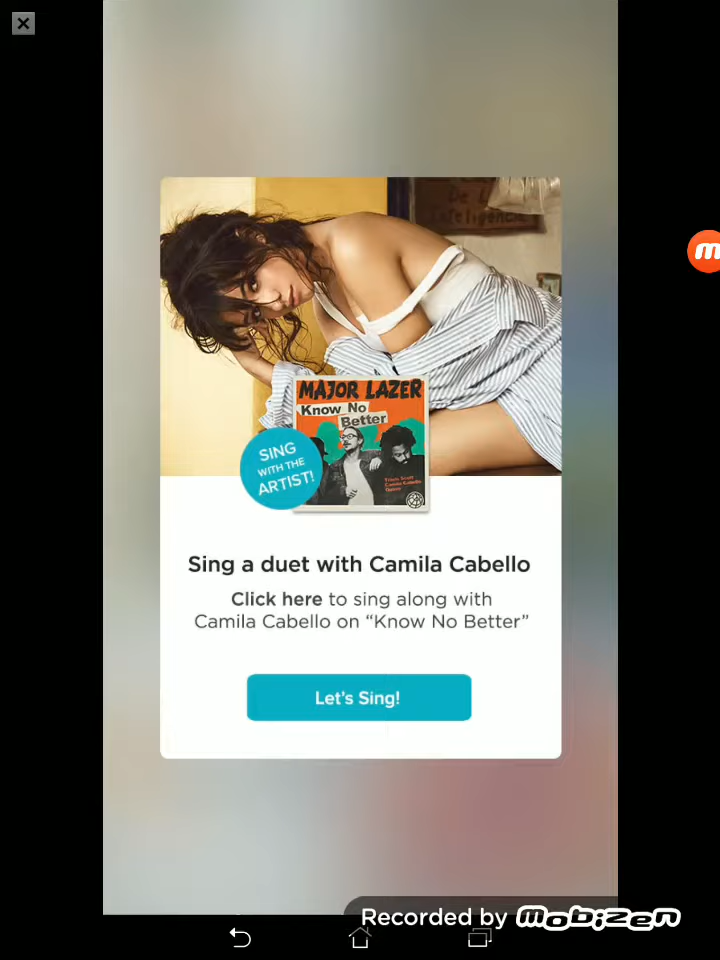 MAJOR LAZER
Know No
Better
SING
WITH THE
ARTIST!
Sing a duet with Camila Cabello
Click here to sing along with
Camila Cabello on “Know No Better”
Let's Sing!
Recorded by mobizen